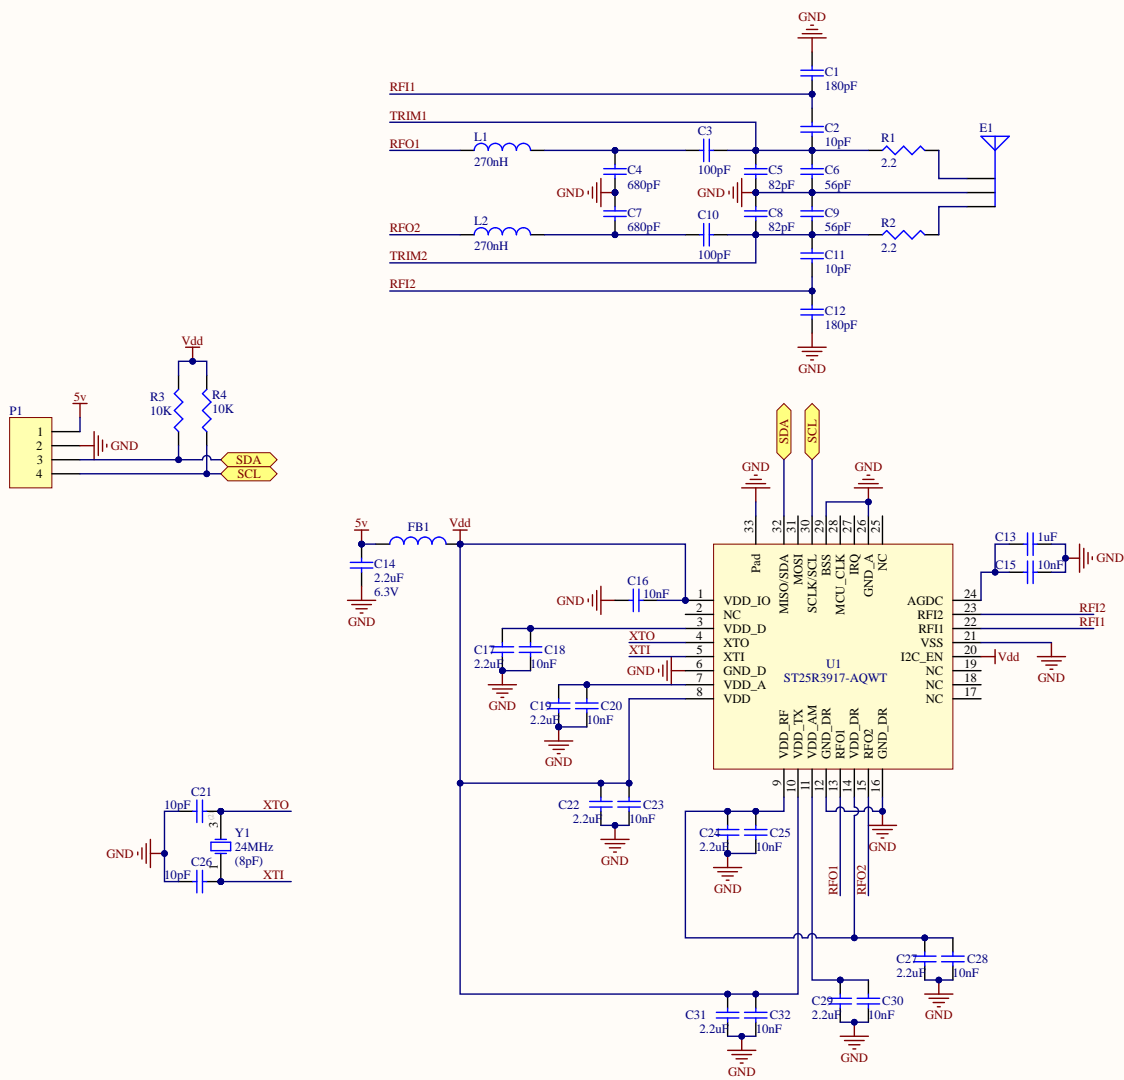 GND
C1
180pF
RFI1
TRIM1
C2
10pF
RFO1
L1
270nH
C3
100pF
R1
2.2
E1
C4
680pF
C5
82pF
C6
56pF
GND
GND
C7
680pF
C8
82pF
C9
56pF
RFO2
L2
270nH
C10
100pF
R2
2.2
TRIM2
C11
10pF
RFI2
C12
180pF
GND
Vdd
R3
10K
R4
10K
5v
P1
1
2
3
4
GND
SDA
SCL
SDA
SCL
GND
GND
33
32
31
30
29
28
27
26
25
Pad
MISO/SDA
MOSI
SCLK/SCL
BSS
MCU_CLK
IRQ
GND_A
NC
5v
FB1
Vdd
C14
2.2uF
6.3V
GND
C13
1uF
C15
10nF
GND
C16
10nF
GND
1
VDD_IO
2
NC
3
VDD_D
XTO
4
XTO
XTI
5
XTI
GND
6
GND_D
7
VDD_A
8
VDD
AGDC
24
RFI2
23
RFI2
RFI1
22
RFI1
VSS
21
I2C_EN
20
Vdd
GND
NC
19
NC
18
NC
17
C17
2.2uF
C18
10nF
GND
U1
ST25R3917-AQWT
C19
2.2uF
C20
10nF
GND
VDD_RF
VDD_TX
VDD_AM
GND_DR
RFO1
VDD_DR
RFO2
GND_DR
9
10
11
12
13
14
15
16
C22
2.2uF
C23
10nF
GND
C24
2.2uF
C25
10nF
GND
GND
RFO1
RFO2
C21
10pF
XTO
3
Y1
24MHz
(8pF)
GND
1
C26
10pF
XTI
C27
2.2uF
C28
10nF
GND
C29
2.2uF
C30
10nF
GND
C31
2.2uF
C32
10nF
GND